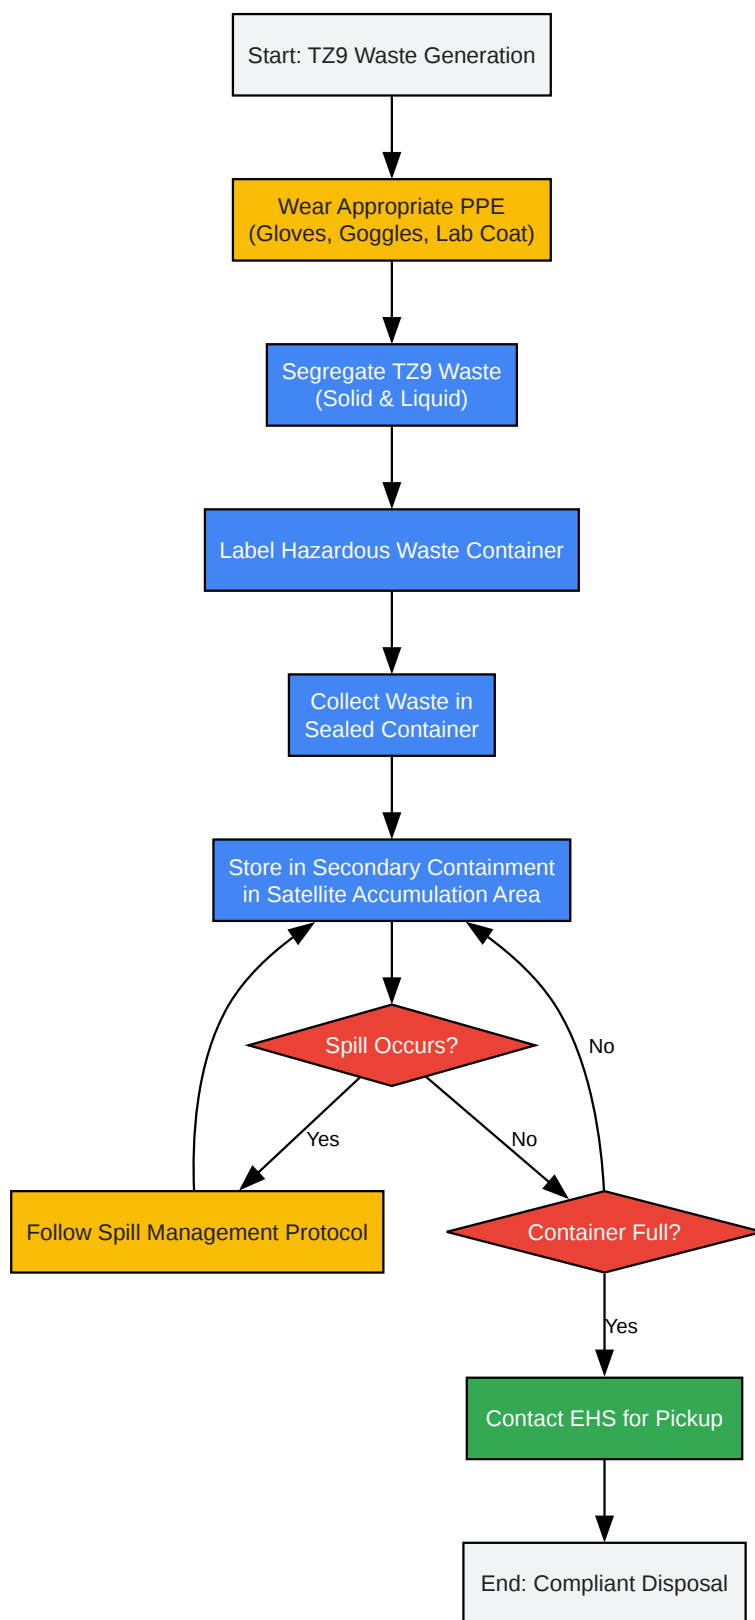 Start: TZ9 Waste Generation
Wear Appropriate PPE
(Gloves, Goggles, Lab Coat)
Segregate TZ9 Waste
(Solid & Liquid)
Label Hazardous Waste Container
Collect Waste in
Sealed Container
Store in Secondary Containment
in Satellite Accumulation Area
Spill Occurs?
No
Yes
No
Follow Spill Management Protocol
Container Full?
Yes
Contact EHS for Pickup
End: Compliant Disposal